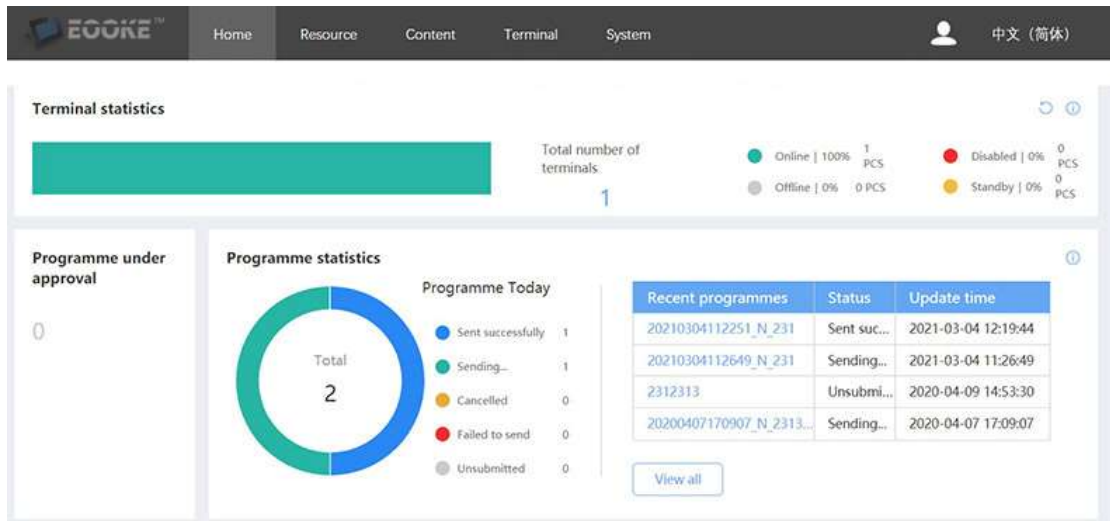 EOOKE™
Home
Resource
Content
Terminal
System
中文（简体）
Terminal statistics
Total number of
terminals
1
Online | 100%
1
PCS
Disabled | 0%
0
PCS
Offline | 0%
0 PCS
Standby | 0%
0
PCS
Programme under
approval
0
Programme statistics
Programme Today
Total
2
Sent successfully 1
Sending... 1
Cancelled 0
Failed to send 0
Unsubmitted 0
Recent programmes Status Update time
20210304112251_N_231 Sent suc... 2021-03-04 12:19:44
20210304112649_N_231 Sending... 2021-03-04 11:26:49
2312313 Unsubmi... 2020-04-09 14:53:30
20200407170907_N_2313... Sending... 2020-04-07 17:09:07
View all